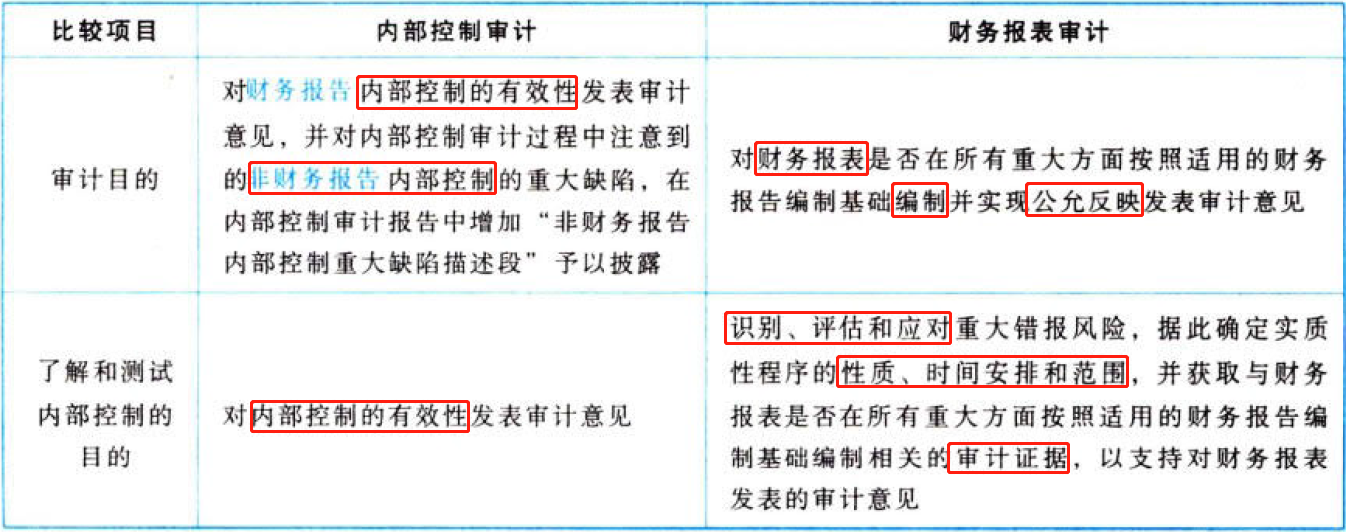 比较项目
内部控制审计
财务报表审计
审计目的
对财务报告内部控制的有效性发表审计
意见，并对内部控制审计过程中注意到
的非财务报告内部控制的重大缺陷，在
内部控制审计报告中增加“非财务报告
内部控制重大缺陷描述段”予以披露
对财务报表是否在所有重大方面按照适用的财务
报告编制基础编制并实现公允反映发表审计意见
了解和测试
内部控制的
目的
对内部控制的有效性发表审计意见
识别、评估和应对重大错报风险，据此确定实质
性程序的性质、时间安排和范围，并获取与财务
报表是否在所有重大方面按照适用的财务报告编
制基础编制相关的审计证据，以支持对财务报表
发表的审计意见